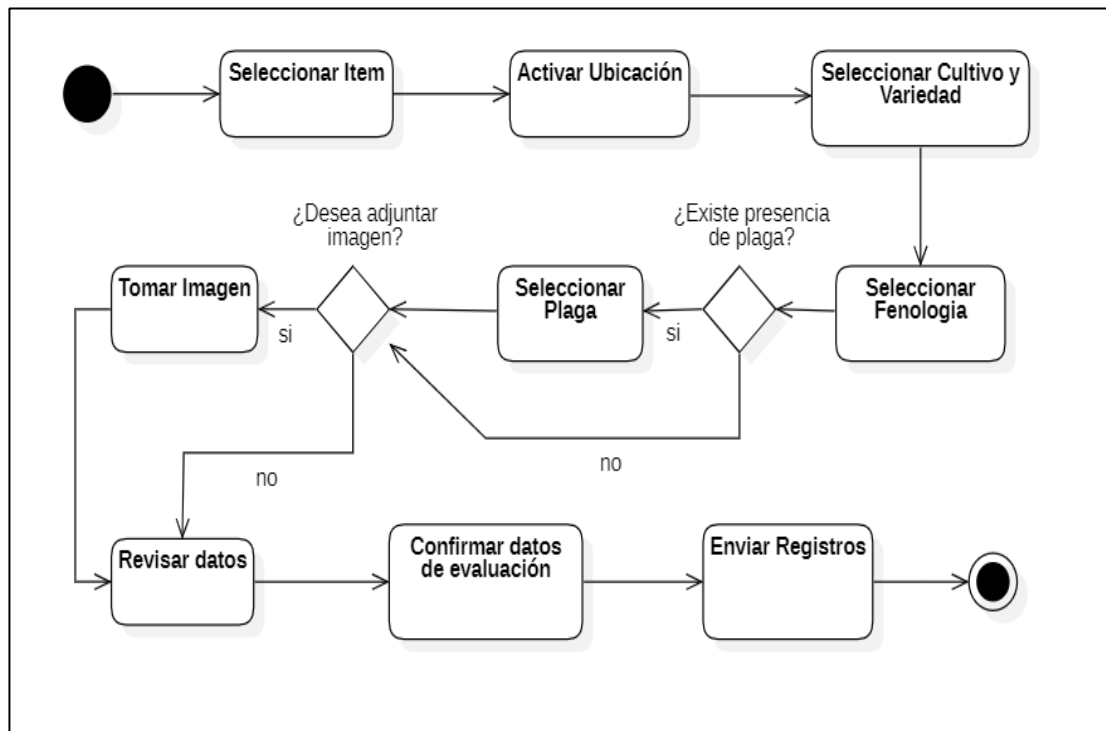 Seleccionar Item
Activar Ubicación
Seleccionar Cultivo y
Variedad
¿Desea adjuntar
imagen?
¿Existe presencia
de plaga?
Tomar Imagen
si
Seleccionar
Plaga
si
Seleccionar
Fenologia
no
no
Revisar datos
Confirmar datos
de evaluación
Enviar Registros